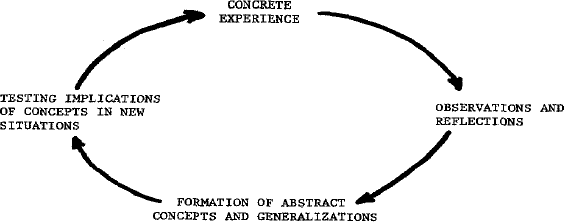 CONCRETE
EXPERIENCE
OBSERVATIONS AND
REFLECTIONS
FORMATION OF ABSTRACT
CONCEPTS AND GENERALIZATIONS
TESTING IMPLICATIONS
OF CONCEPTS IN NEW
SITUATIONS